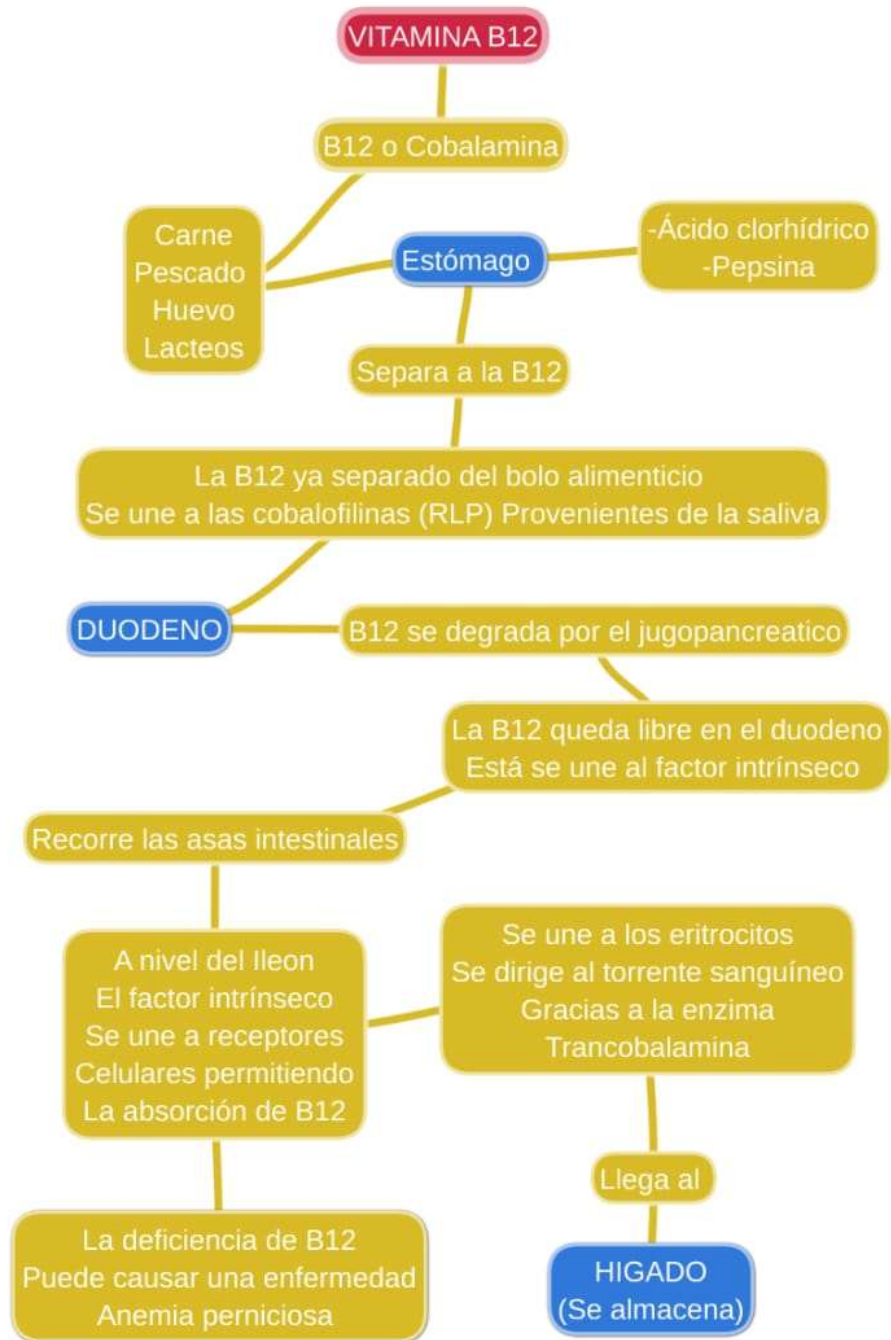 VITAMINA B12
B12 o Cobalamina
Carne
Pescado
Huevo
Lacteos
Estómago
-Ácido clorhídrico
-Pepsina
Separa a la B12
La B12 ya separado del bolo alimenticio
Se une a las cobalofilinas (RLP) Provenientes de la saliva
DUODENO
B12 se degrada por el jugopancreatico
La B12 queda libre en el duodeno
Está se une al factor intrínseco
Recorre las asas intestinales
A nivel del Ileon
El factor intrínseco
Se une a receptores
Celulares permitiendo
La absorción de B12
Se une a los eritrocitos
Se dirige al torrente sanguíneo
Gracias a la enzima
Trancobalamina
Llega al
La deficiencia de B12
Puede causar una enfermedad
Anemia perniciosa
HIGADO
(Se almacena)